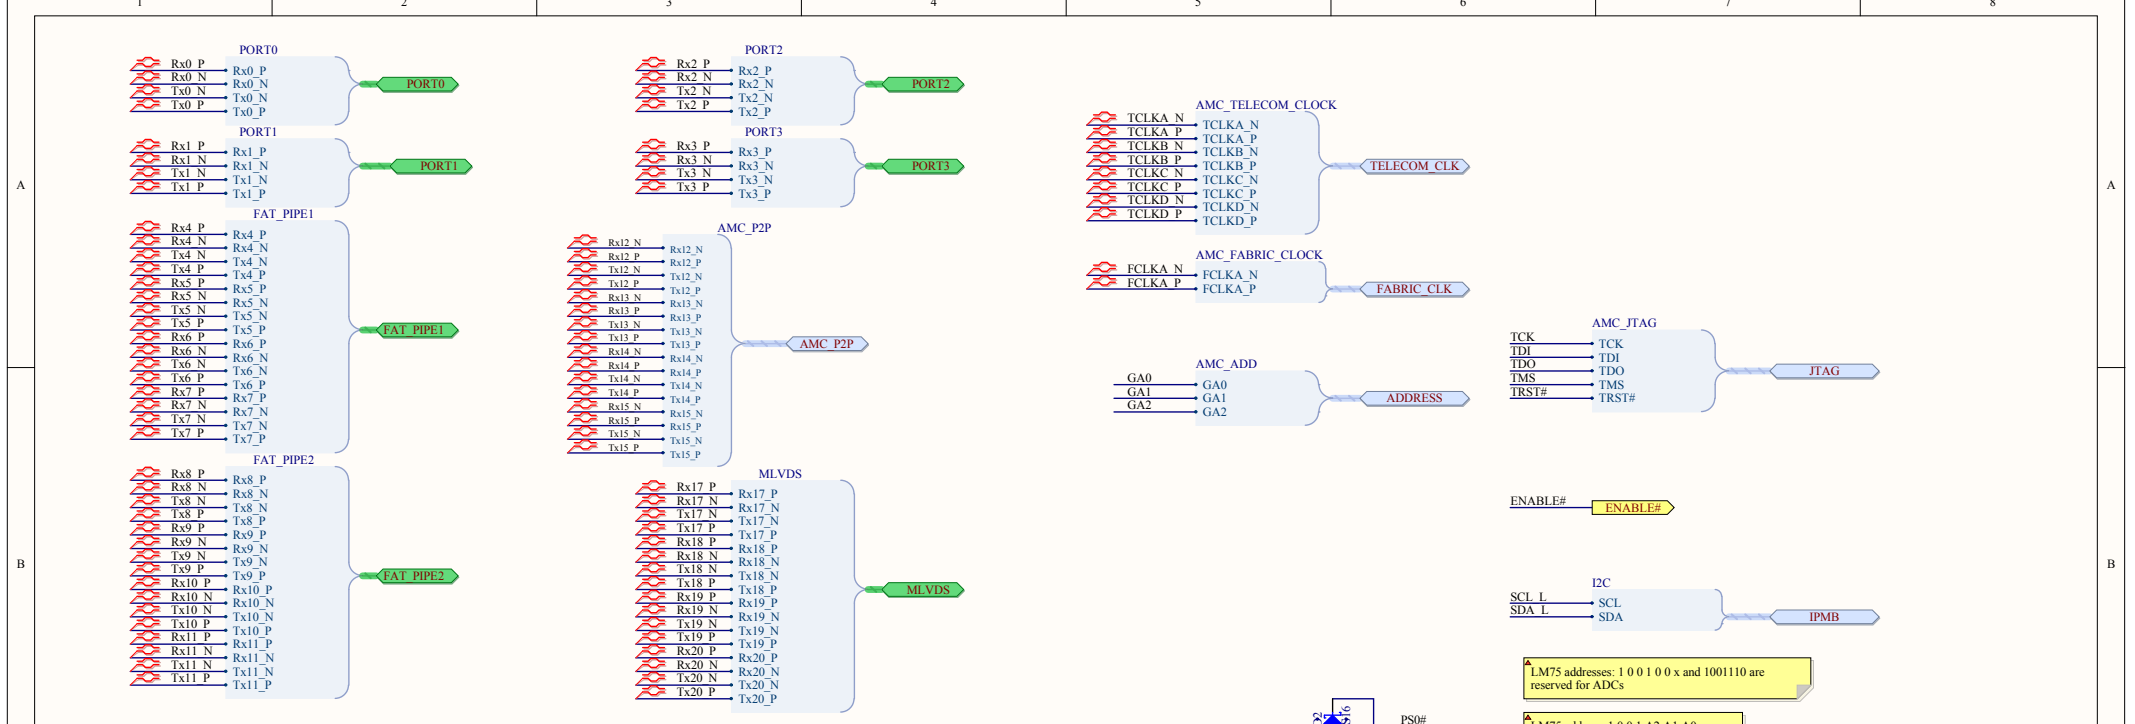 1 2 3 4 5 6 7 8
A
B
A
B
PORT0
Rx0_P Rx0_P
Rx0_N Rx0_N
Tx0_N Tx0_N
Tx0_P Tx0_P
PORT0
PORT1
Rx1_P Rx1_P
Rx1_N Rx1_N
Tx1_N Tx1_N
Tx1_P Tx1_P
PORT1
FAT_PIPE1
Rx4_P Rx4_P
Rx4_N Rx4_N
Tx4_N Tx4_N
Tx4_P Tx4_P
Rx5_P Rx5_P
Rx5_N Rx5_N
Tx5_N Tx5_N
Tx5_P Tx5_P
Rx6_P Rx6_P
Rx6_N Rx6_N
Tx6_N Tx6_N
Tx6_P Tx6_P
Rx7_P Rx7_P
Rx7_N Rx7_N
Tx7_N Tx7_N
Tx7_P Tx7_P
FAT_PIPE1
FAT_PIPE2
Rx8_P Rx8_P
Rx8_N Rx8_N
Tx8_N Tx8_N
Tx8_P Tx8_P
Rx9_P Rx9_P
Rx9_N Rx9_N
Tx9_N Tx9_N
Tx9_P Tx9_P
Rx10_P Rx10_P
Rx10_N Rx10_N
Tx10_N Tx10_N
Tx10_P Tx10_P
Rx11_P Rx11_P
Rx11_N Rx11_N
Tx11_N Tx11_N
Tx11_P Tx11_P
FAT_PIPE2
PORT2
Rx2_P Rx2_P
Rx2_N Rx2_N
Tx2_N Tx2_N
Tx2_P Tx2_P
PORT2
PORT3
Rx3_P Rx3_P
Rx3_N Rx3_N
Tx3_N Tx3_N
Tx3_P Tx3_P
PORT3
AMC_P2P
Rx12_N Rx12_N
Rx12_P Rx12_P
Tx12_N Tx12_N
Tx12_P Tx12_P
Rx13_N Rx13_N
Rx13_P Rx13_P
Tx13_N Tx13_N
Tx13_P Tx13_P
Rx14_N Rx14_N
Rx14_P Rx14_P
Tx14_N Tx14_N
Tx14_P Tx14_P
Rx15_N Rx15_N
Rx15_P Rx15_P
Tx15_N Tx15_N
Tx15_P Tx15_P
AMC_P2P
MLVDS
Rx17_P Rx17_P
Rx17_N Rx17_N
Tx17_N Tx17_N
Tx17_P Tx17_P
Rx18_P Rx18_P
Rx18_N Rx18_N
Tx18_N Tx18_N
Tx18_P Tx18_P
Rx19_P Rx19_P
Rx19_N Rx19_N
Tx19_N Tx19_N
Tx19_P Tx19_P
Rx20_P Rx20_P
Rx20_N Rx20_N
Tx20_N Tx20_N
Tx20_P Tx20_P
MLVDS
AMC_TELECOM_CLOCK
TCLKA_N TCLKA_N
TCLKA_P TCLKA_P
TCLKB_N TCLKB_N
TCLKB_P TCLKB_P
TCLKC_N TCLKC_N
TCLKC_P TCLKC_P
TCLKD_N TCLKD_N
TCLKD_P TCLKD_P
TELECOM_CLK
AMC_FABRIC_CLOCK
FCLKA_N FCLKA_N
FCLKA_P FCLKA_P
FABRIC_CLK
AMC_ADD
GA0 GA0
GA1 GA1
GA2 GA2
ADDRESS
AMC_JTAG
TCK TCK
TDI TDI
TDO TDO
TMS TMS
TRST# TRST#
JTAG
ENABLE# ENABLE#
I2C
SCL_L SCL
SDA_L SDA
IPMB
LM75 addresses: 1 0 0 1 0 0 x and 1001110 are
reserved for ADCs
PS0#